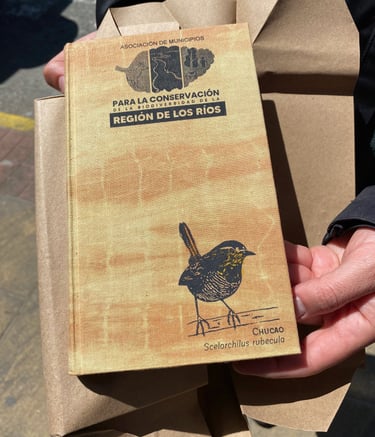 ASOCIACIÓN DE MUNICIPIOS
PARA LA CONSERVACIÓN
DE LA BIODIVERSIDAD DE LA
REGIÓN DE LOS RÍOS
CHUCAO
Scelorchilus rubecula